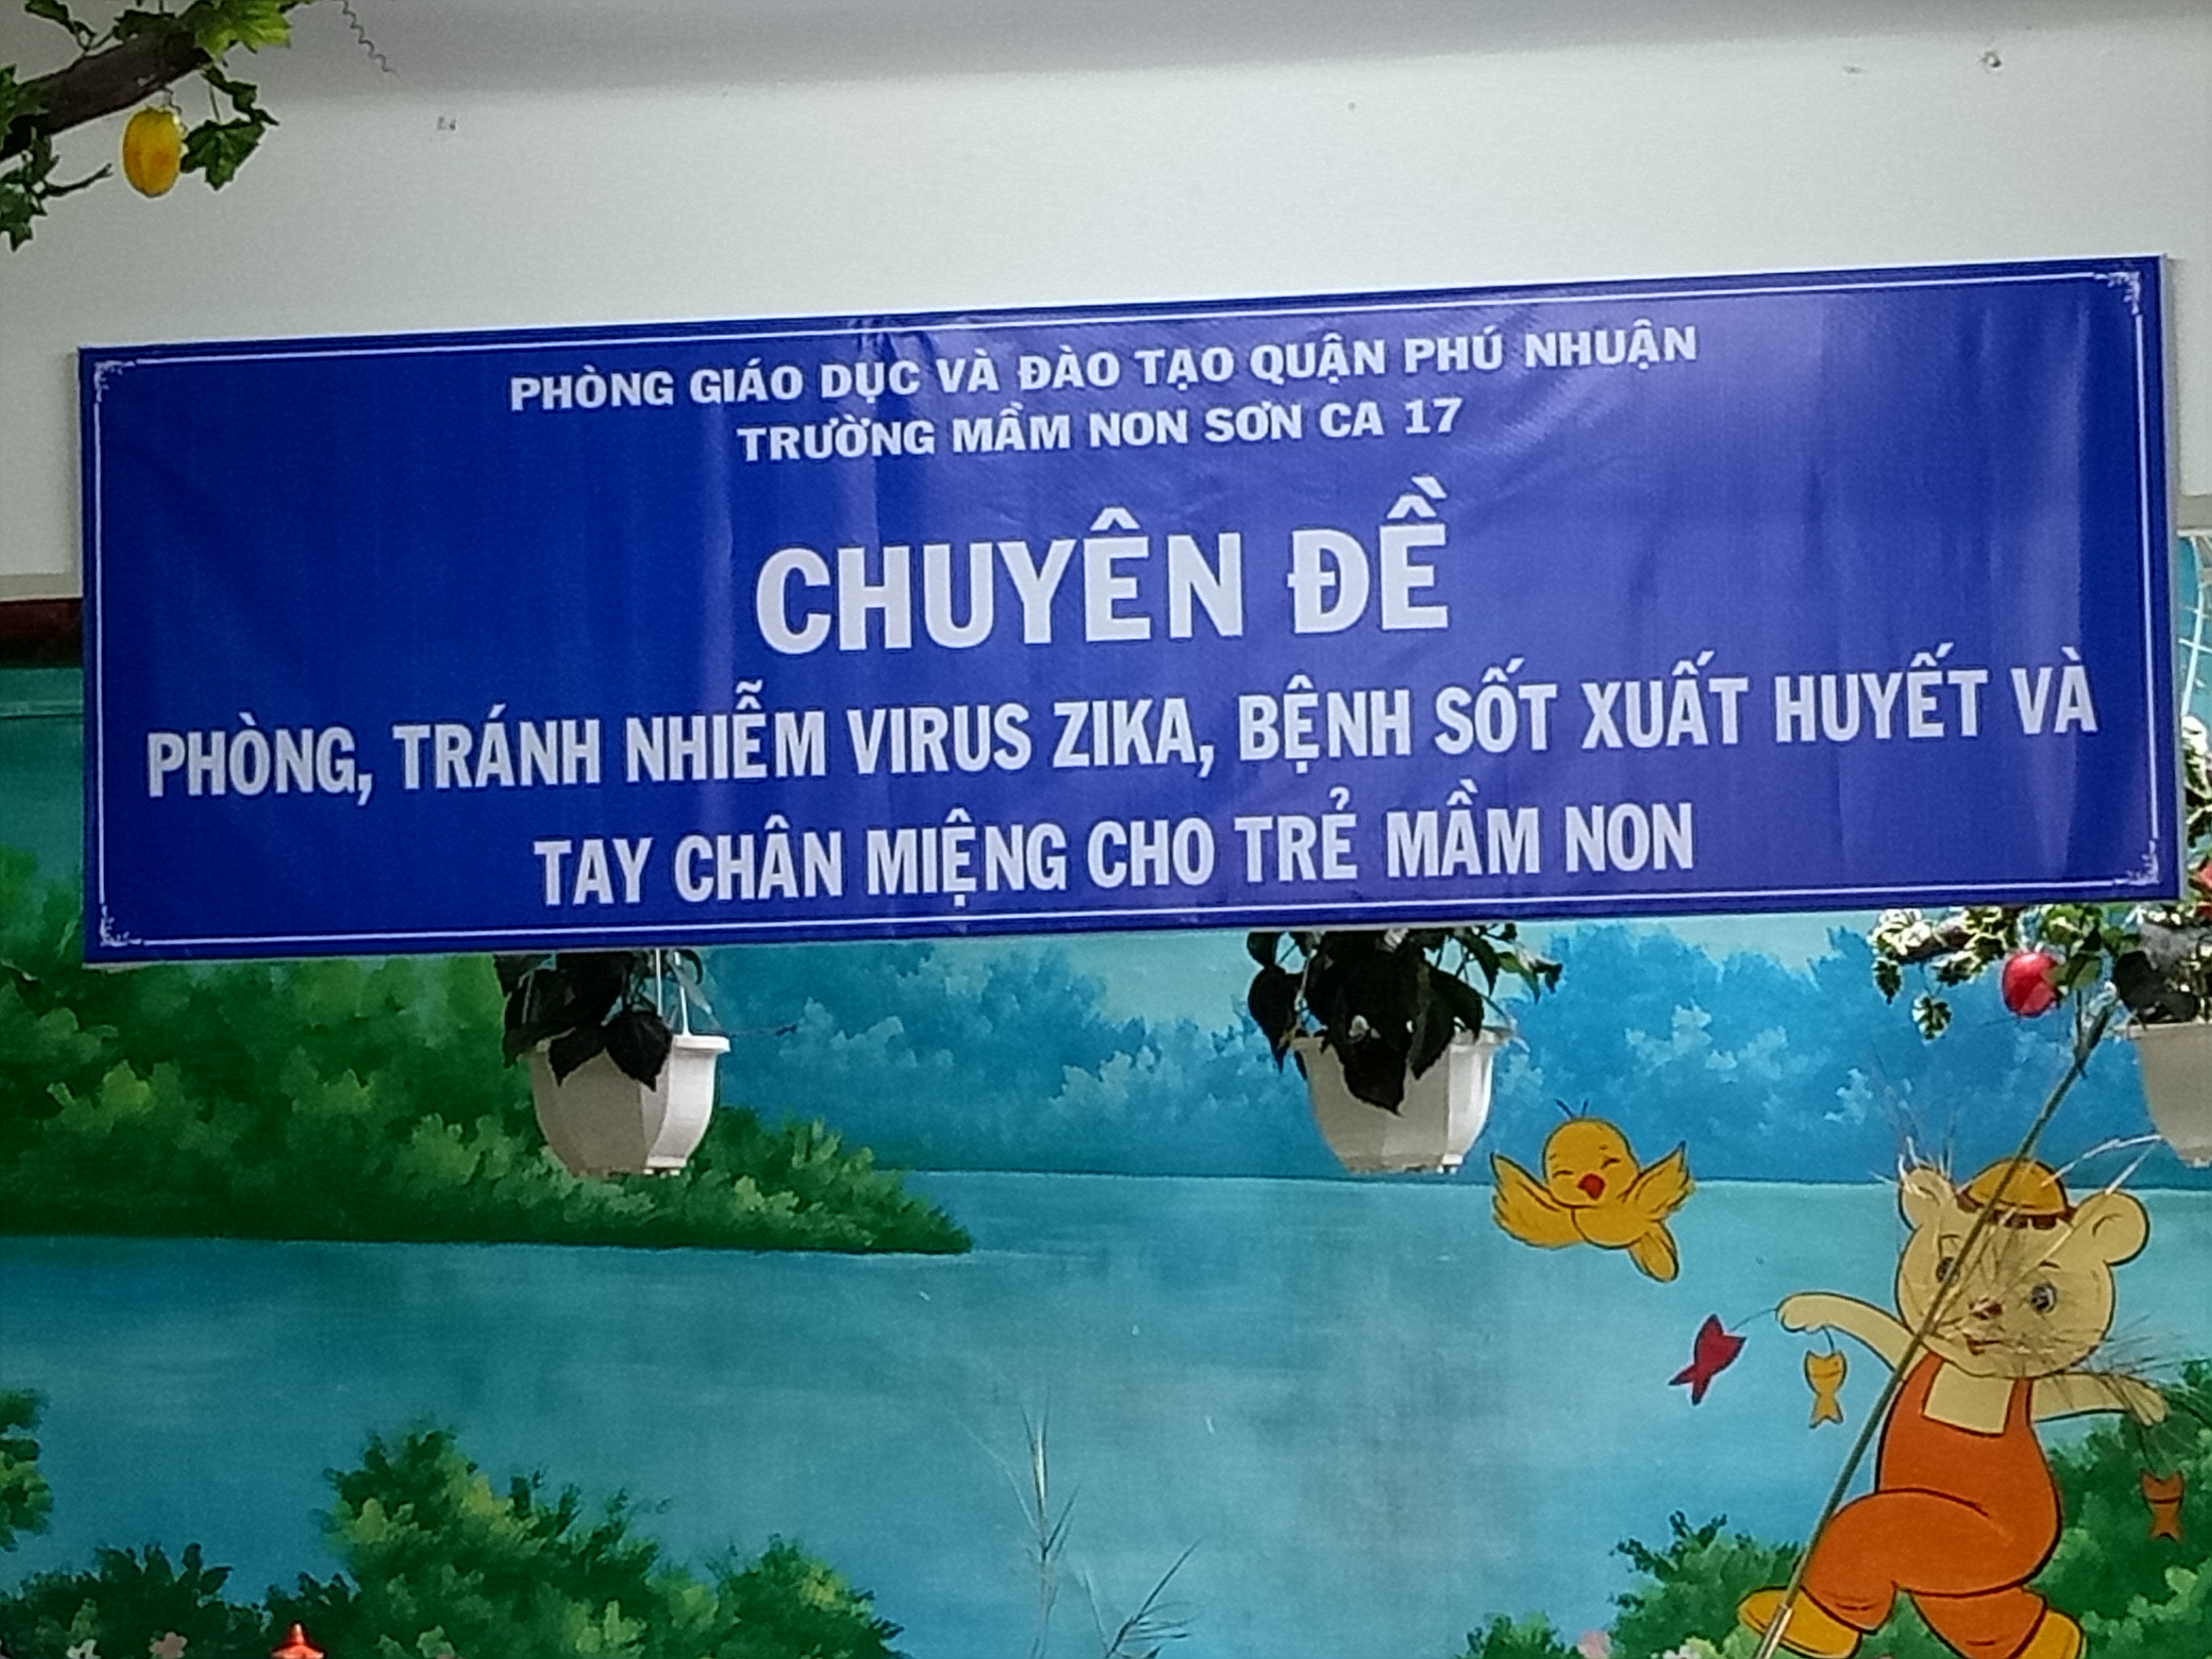 PHÒNG GIÁO DỤC VÀ ĐÀO TẠO QUẬN PHÚ NHUẬN
TRƯỜNG MẦM NON SƠN CA 17
CHUYÊN ĐỀ
PHÒNG, TRÁNH NHIỄM VIRUS ZIKA, BỆNH SỐT XUẤT HUYẾT VÀ
TAY CHÂN MIỆNG CHO TRẺ MẦM NON